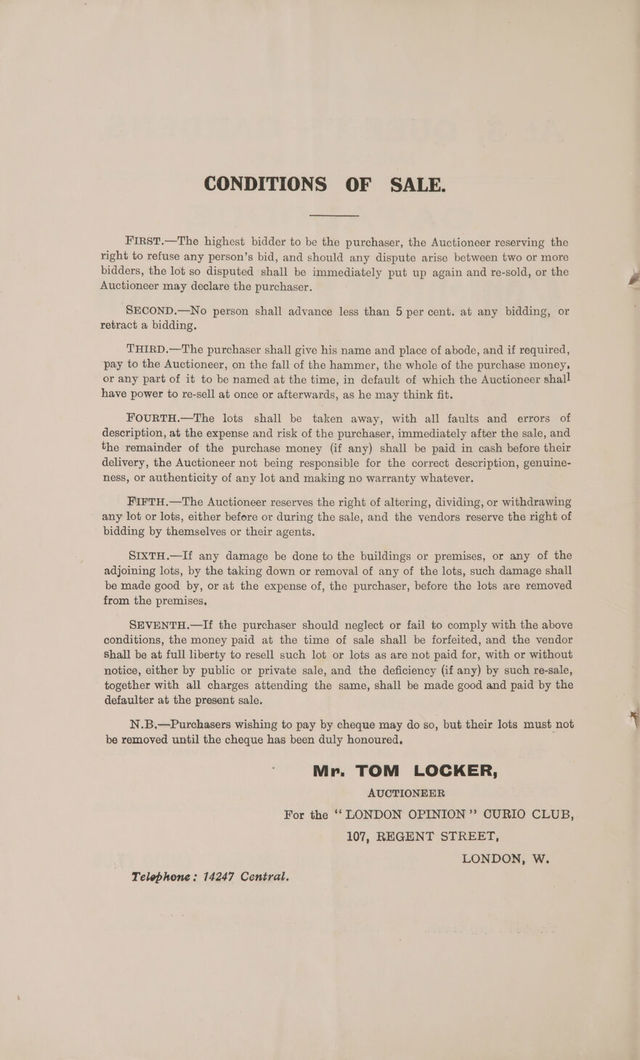 CONDITIONS OF SALE.
FIRST.—The highest bidder to be the purchaser, the Auctioneer reserving the
right to refuse any person's bid, and should any dispute arise between two or more
bidders, the lot so disputed shall be immediately put up again and re-sold, or the
Auctioneer may declare the purchaser.
SECOND.—No person shall advance less than 5 per cent. at any bidding, or
retract a bidding.
THIRD.—The purchaser shall give his name and place of abode, and if required,
pay to the Auctioneer, on the fall of the hammer, the whole of the purchase money,
or any part of it to be named at the time, in default of which the Auctioneer shall
have power to re-sell at once or afterwards, as he may think fit.
FOURTH.—The lots shall be taken away, with all faults and errors of
description, at the expense and risk of the purchaser, immediately after the sale, and
the remainder of the purchase money (if any) shall be paid in cash before their
delivery, the Auctioneer not being responsible for the correct description, genuine-
ness, or authenticity of any lot and making no warranty whatever.
FIFTH.—The Auctioneer reserves the right of altering, dividing, or withdrawing
any lot or lots, either before or during the sale, and the vendors reserve the right of
bidding by themselves or their agents.
SIXTH.—If any damage be done to the buildings or premises, or any of the
adjoining lots, by the taking down or removal of any of the lots, such damage shall
be made good by, or at the expense of, the purchaser, before the lots are removed
from the premises.
SEVENTH.—If the purchaser should neglect or fail to comply with the above
conditions, the money paid at the time of sale shall be forfeited, and the vendor
shall be at full liberty to resell such lot or lots as are not paid for, with or without
notice, either by public or private sale, and the deficiency (if any) by such re-sale,
together with all charges attending the same, shall be made good and paid by the
defaulter at the present sale.
N.B.—Purchasers wishing to pay by cheque may do so, but their lots must not
be removed until the cheque has been duly honoured.
Mr. TOM LOCKER,
AUCTIONEER
For the “LONDON OPINION” CURIO CLUB,
107, REGENT STREET,
LONDON, W.
Telephone: 14247 Central.